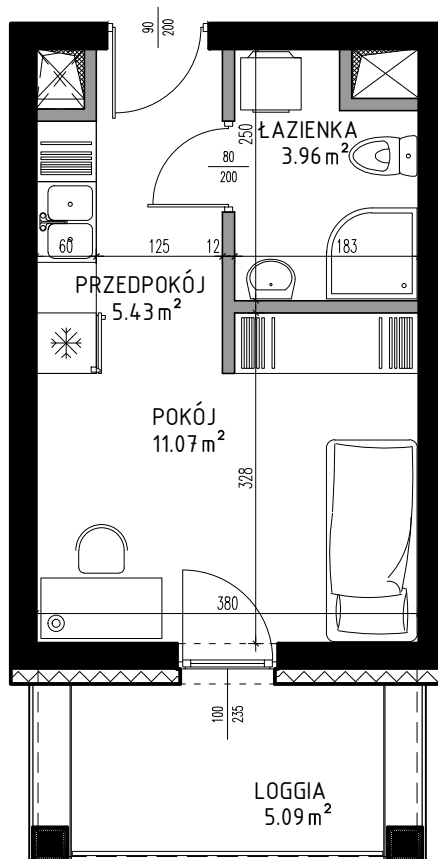 90
200
ŁAZIENKA
3.96 m²
250
80
200
60
125
12
183
PRZEDPOKÓJ
5.43 m²
POKÓJ
11.07 m²
328
380
100
235
LOGGIA
5.09 m²